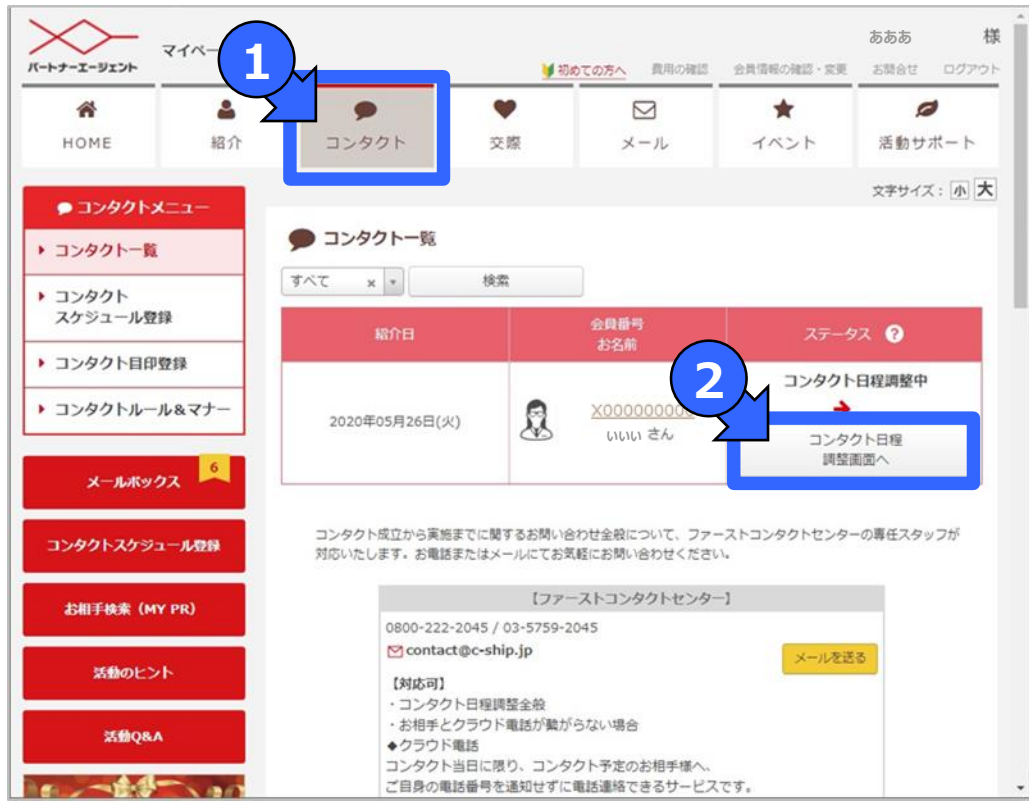 パートナーエージェント
マイペー
あああ 様
初めての方へ 費用の確認 会員情報の確認・変更 お問合せ ログアウト
1
HOME 紹介 コンタクト 交際 メール イベント 活動サポート
文字サイズ： 小 大
コンタクトメニュー
コンタクト一覧
コンタクト
スケジュール登録
コンタクト目印登録
コンタクトルール&マナー
メールボックス 6
コンタクトスケジュール登録
お相手検索（MY PR）
活動のヒント
活動Q&A
コンタクト一覧
すべて x 検索
紹介日 会員番号 ステータス ?
お名前
2
コンタクト日程調整中
2020年05月26日(火) X00000000
いいい さん
コンタクト日程
調整画面へ
コンタクト成立から実施までに関するお問い合わせ全般について、ファーストコンタクトセンターの専任スタッフが
対応いたします。お電話またはメールにてお気軽にお問い合わせください。
【ファーストコンタクトセンター】
0800-222-2045 / 03-5759-2045
contact@c-ship.jp
メールを送る
【対応可】
・コンタクト日程調整全般
・お相手とクラウド電話が繋がらない場合
◆クラウド電話
コンタクト当日に限り、コンタクト予定のお相手様へ、
ご自身の電話番号を通知せずに電話連絡できるサービスです。